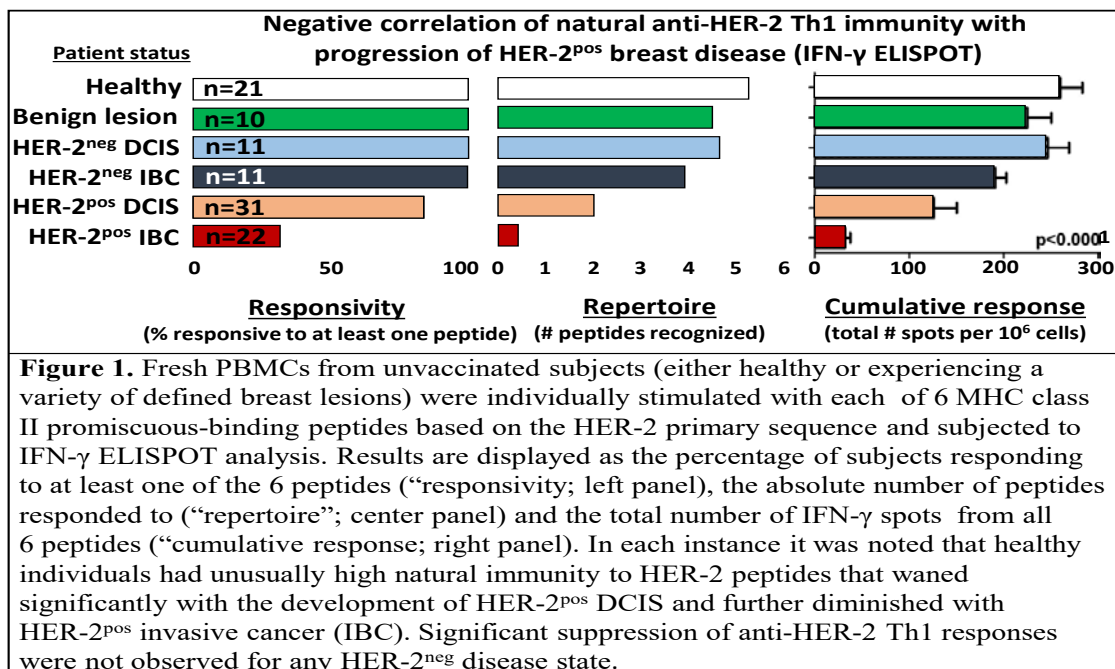 Negative correlation of natural anti-HER-2 Th1 immunity with
progression of HER-2pos breast disease (IFN-γ ELISPOT)
Patient status
Healthy n=21
Benign lesion n=10
HER-2neg DCIS n=11
HER-2neg IBC n=11
HER-2pos DCIS n=31
HER-2pos IBC n=22
p<0.0001
0 50 100 0 1 2 3 4 5 6 0 100 200 300
Responsivity
(% responsive to at least one peptide)
Repertoire
(# peptides recognized)
Cumulative response
(total # spots per 10⁶ cells)
Figure 1. Fresh PBMCs from unvaccinated subjects (either healthy or experiencing a
variety of defined breast lesions) were individually stimulated with each of 6 MHC class
II promiscuous-binding peptides based on the HER-2 primary sequence and subjected to
IFN-γ ELISPOT analysis. Results are displayed as the percentage of subjects responding
to at least one of the 6 peptides (“responsivity; left panel), the absolute number of peptides
responded to (“repertoire”; center panel) and the total number of IFN-γ spots from all
6 peptides (“cumulative response; right panel). In each instance it was noted that healthy
individuals had unusually high natural immunity to HER-2 peptides that waned
significantly with the development of HER-2pos DCIS and further diminished with
HER-2pos invasive cancer (IBC). Significant suppression of anti-HER-2 Th1 responses
were not observed for any HER-2neg disease state.